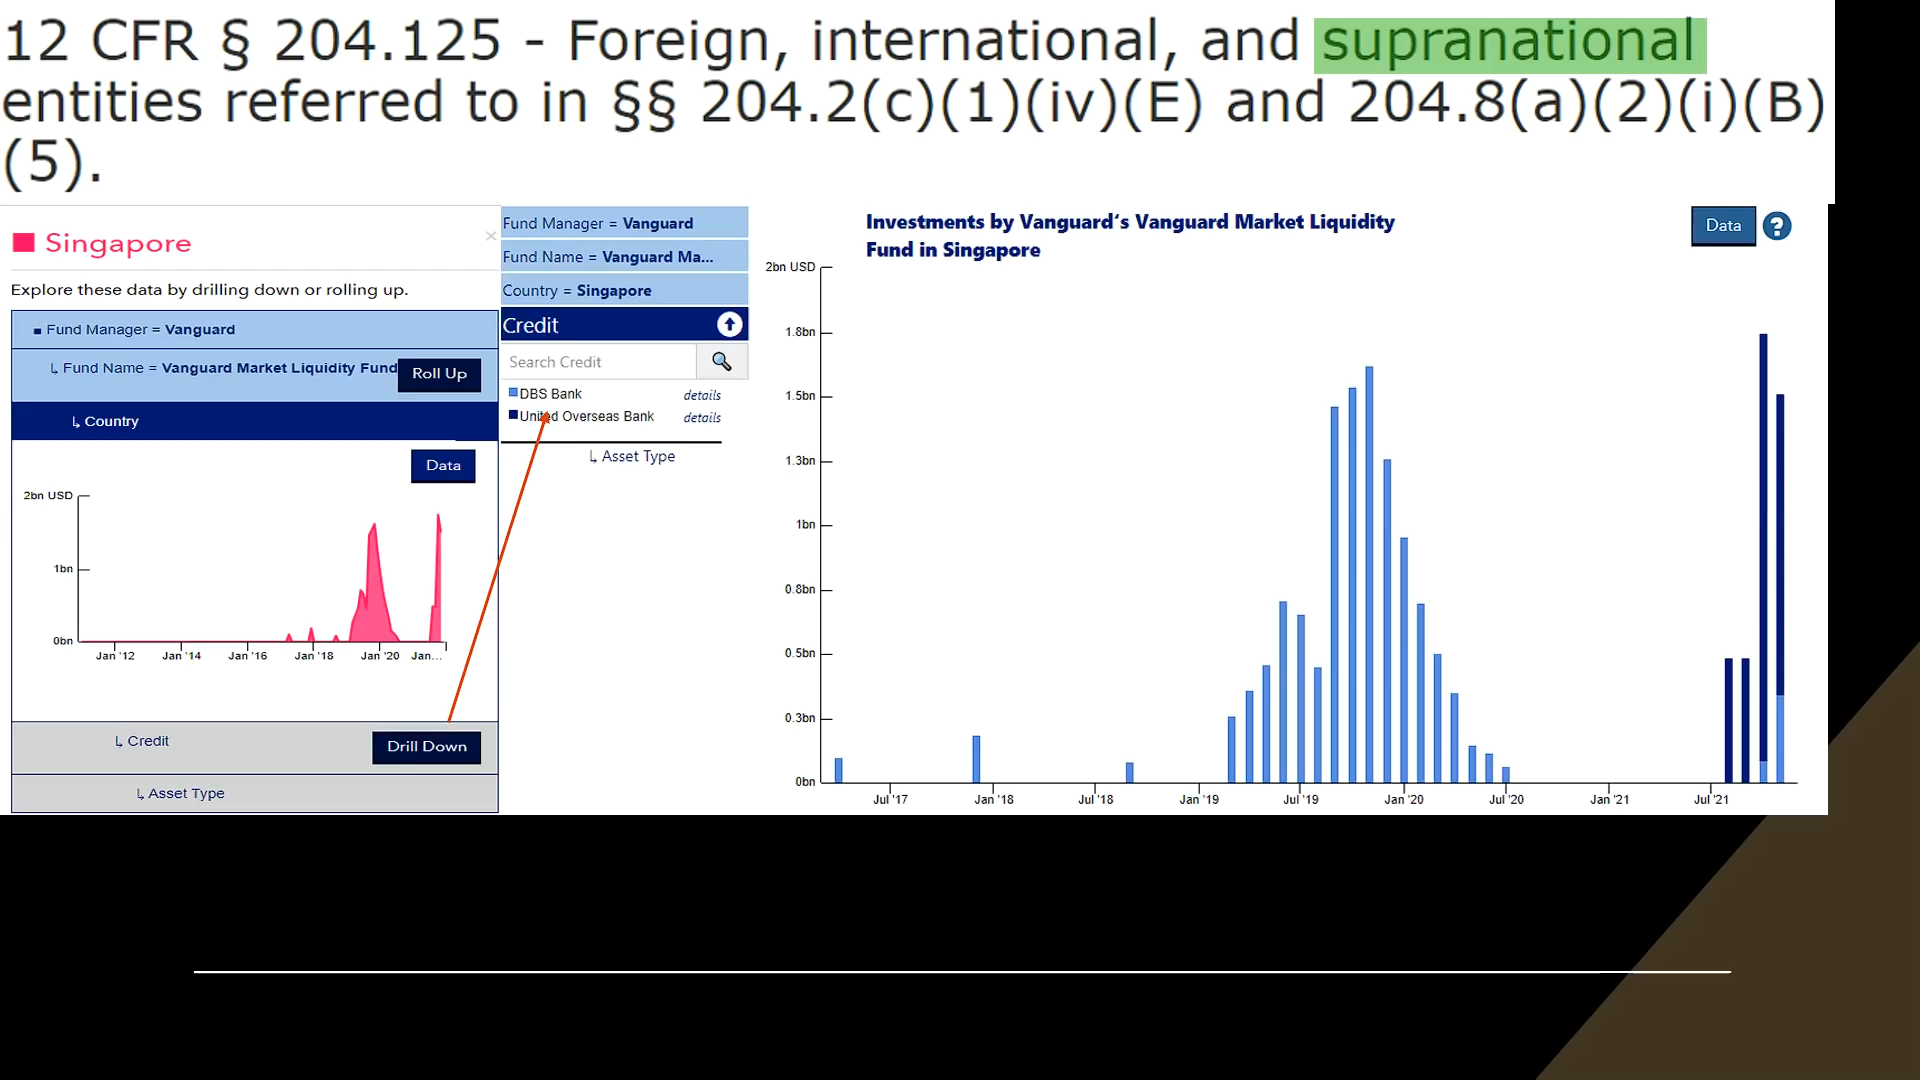 12 CFR § 204.125 - Foreign, international, and supranational
entities referred to in §§ 204.2(c)(1)(iv)(E) and 204.8(a)(2)(i)(B)
(5).
Singapore
×
Explore these data by drilling down or rolling up.
Fund Manager = Vanguard
↳ Fund Name = Vanguard Market Liquidity Fund
Roll Up
↳ Country
Data
2bn USD
1bn
0bn
Jan '12 Jan '14 Jan '16 Jan '18 Jan '20 Jan...
↳ Credit
Drill Down
↳ Asset Type
Fund Manager = Vanguard
Fund Name = Vanguard Ma...
Country = Singapore
Credit
Search Credit
DBS Bank details
United Overseas Bank details
↳ Asset Type
Investments by Vanguard's Vanguard Market Liquidity
Fund in Singapore
Data ?
2bn USD
1.8bn
1.5bn
1.3bn
1bn
0.8bn
0.5bn
0.3bn
0bn
Jul '17 Jan '18 Jul '18 Jan '19 Jul '19 Jan '20 Jul '20 Jan '21 Jul '21